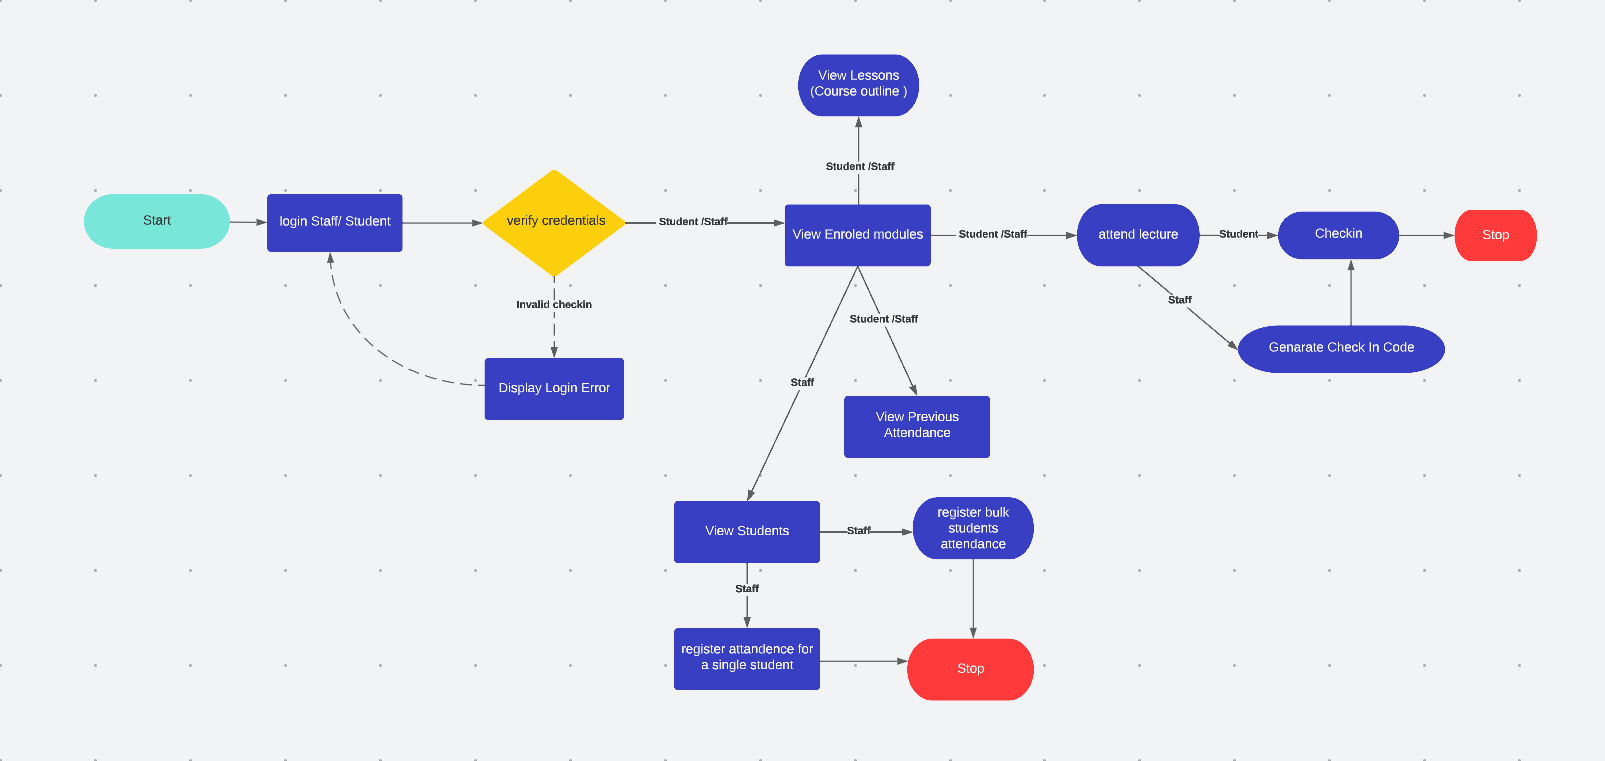 View Lessons
(Course outline )
Student /Staff
Start
login Staff/ Student
verify credentials
Student /Staff
View Enroled modules
Student /Staff
attend lecture
Student
Checkin
Stop
Invalid checkin
Student /Staff
Staff
Genarate Check In Code
Display Login Error
Staff
View Previous
Attendance
View Students
Staff
register bulk
students
attendance
Staff
register attandence for
a single student
Stop